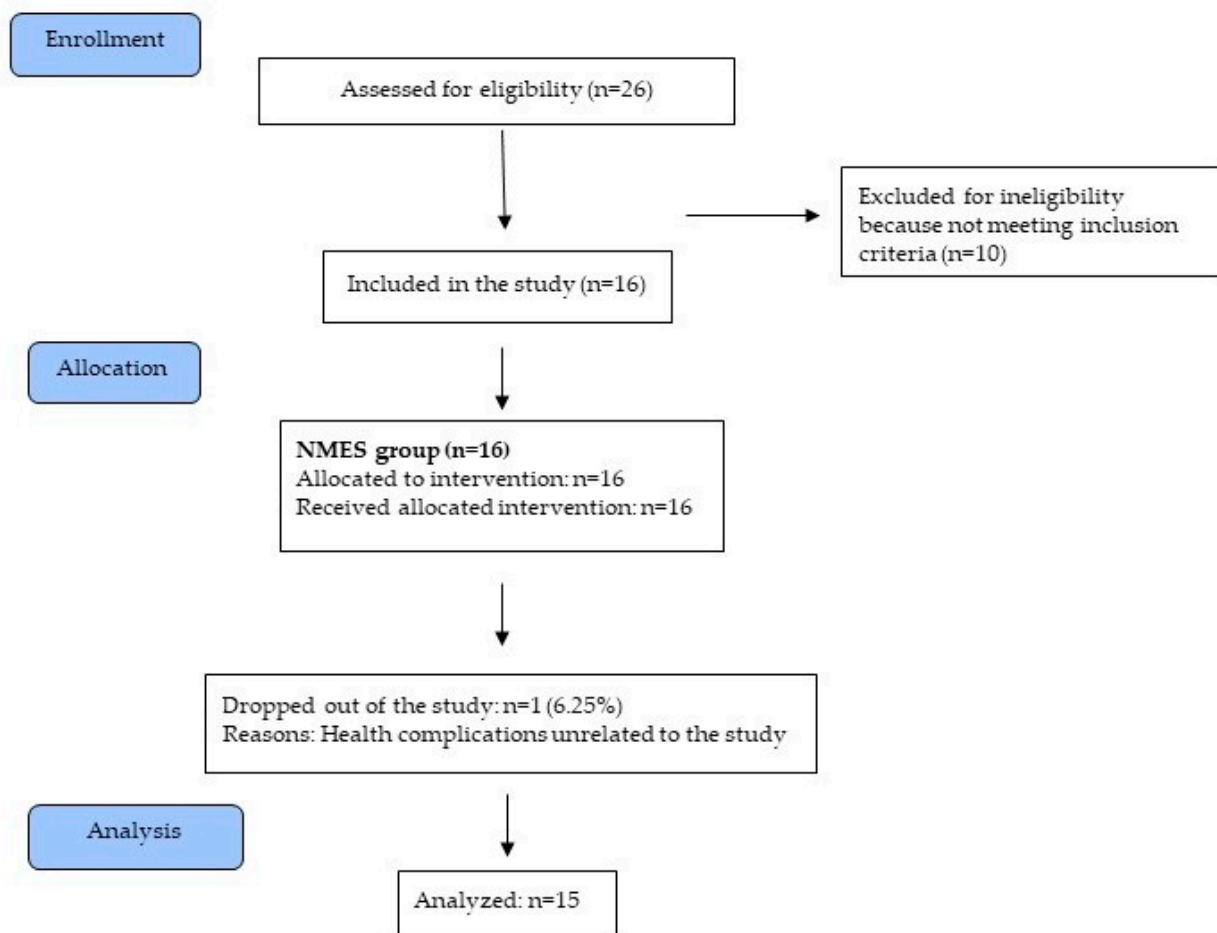 Enrollment
Assessed for eligibility (n=26)
Excluded for ineligibility
because not meeting inclusion
criteria (n=10)
Included in the study (n=16)
Allocation
NMES group (n=16)
Allocated to intervention: n=16
Received allocated intervention: n=16
Dropped out of the study: n=1 (6.25%)
Reasons: Health complications unrelated to the study
Analysis
Analyzed: n=15